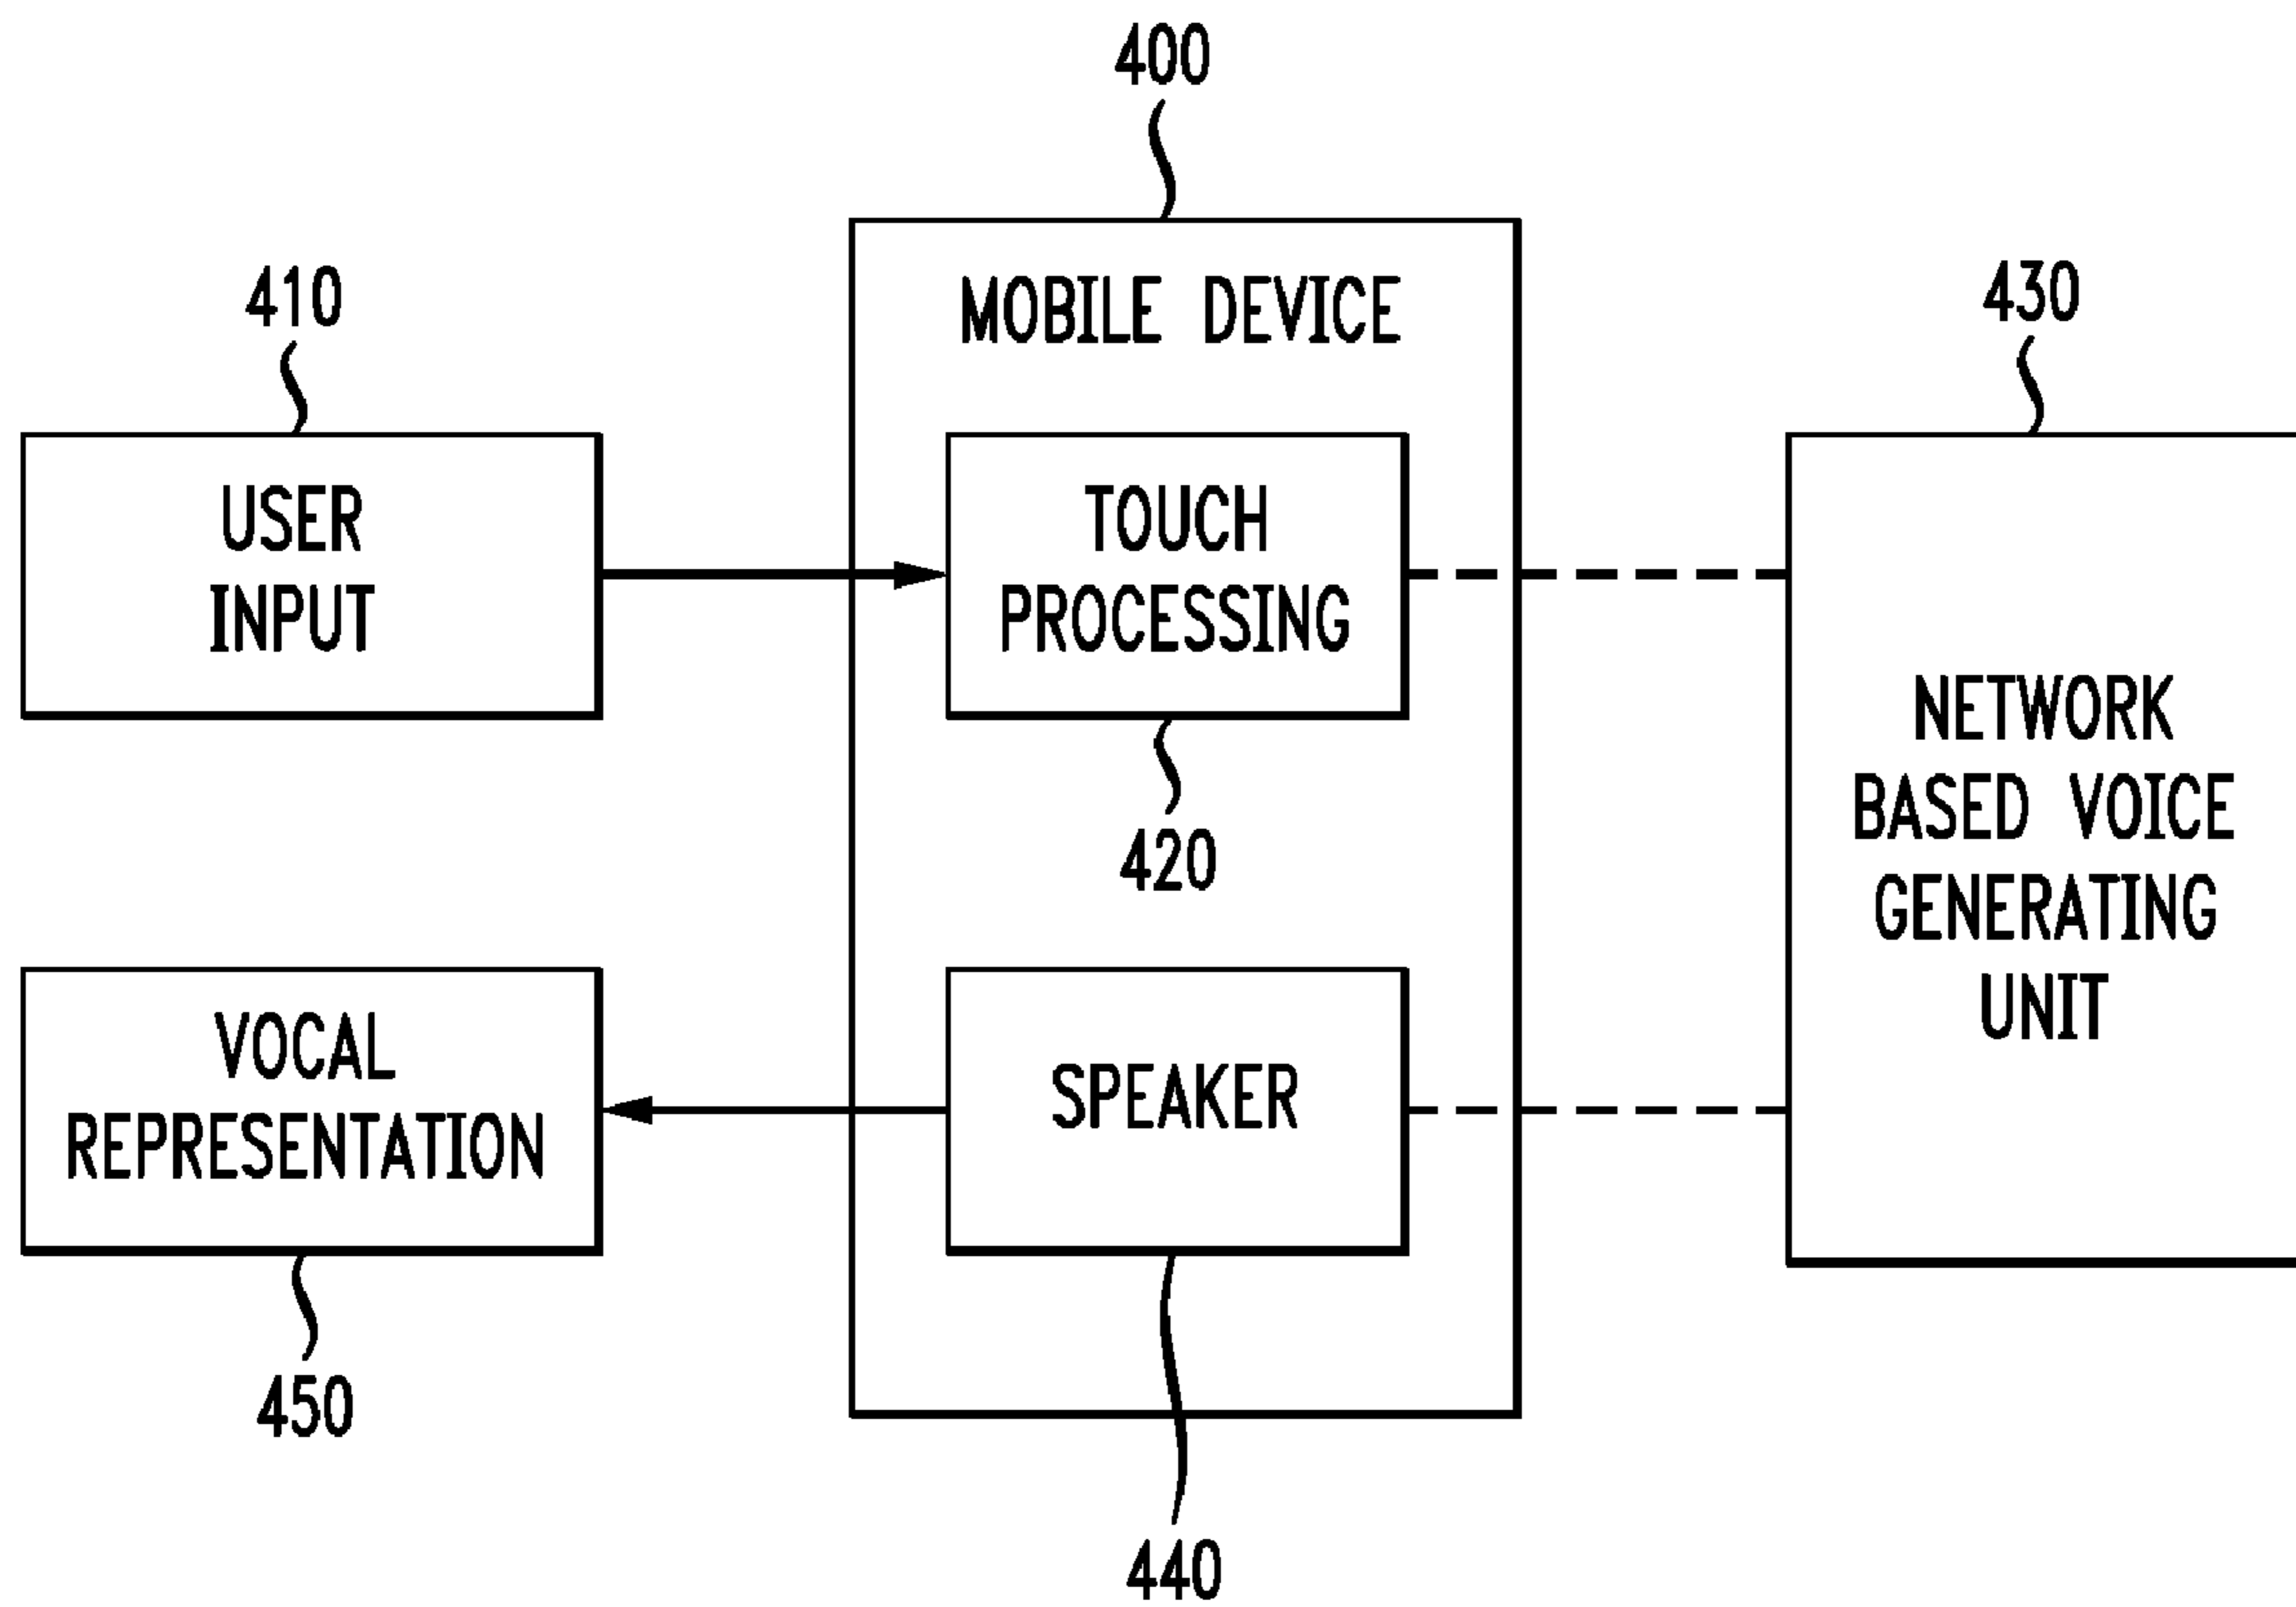 400
MOBILE DEVICE
410
USER
INPUT
TOUCH
PROCESSING
420
430
NETWORK
BASED VOICE
GENERATING
UNIT
VOCAL
REPRESENTATION
450
SPEAKER
440